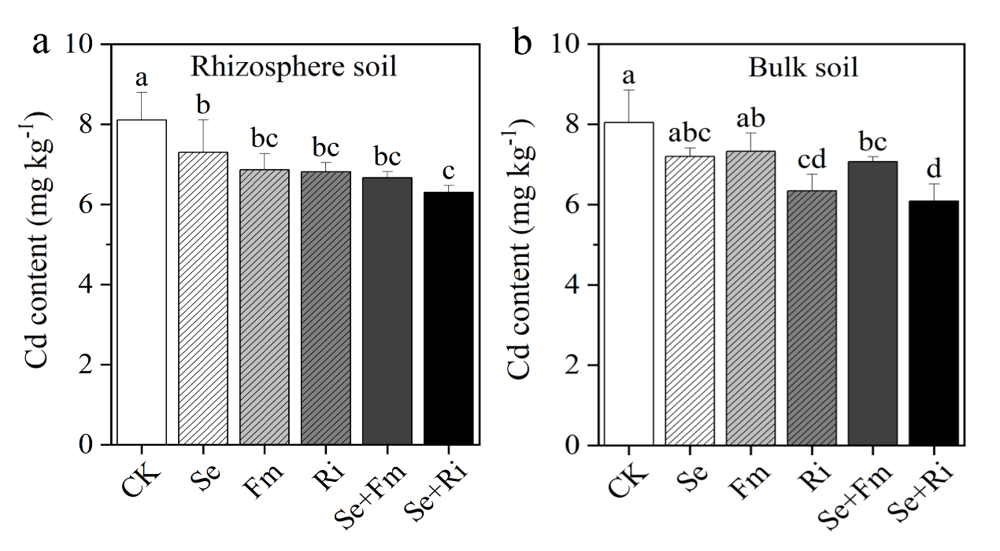 a
Rhizosphere soil
Cd content (mg kg⁻¹)
10
8
6
4
2
0
a
b
bc
bc
bc
c
CK
Se
Fm
Ri
Se+Fm
Se+Ri
b
Bulk soil
Cd content (mg kg⁻¹)
10
8
6
4
2
0
a
abc
ab
cd
bc
d
CK
Se
Fm
Ri
Se+Fm
Se+Ri